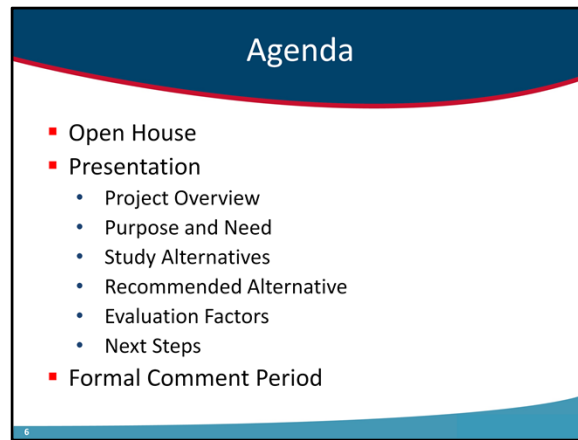 Agenda
▪ Open House
▪ Presentation
• Project Overview
• Purpose and Need
• Study Alternatives
• Recommended Alternative
• Evaluation Factors
• Next Steps
▪ Formal Comment Period
6